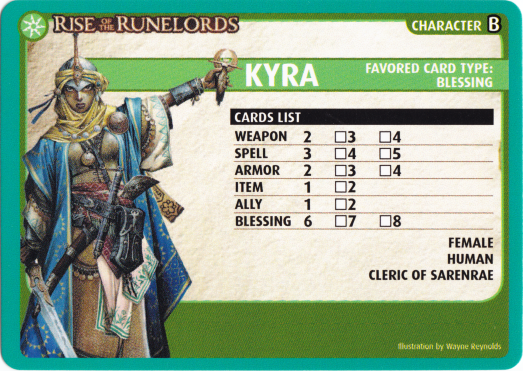 RISE OF THE RUNELORDS
CHARACTER B
KYRA
FAVORED CARD TYPE:
BLESSING
CARDS LIST
WEAPON 2 □3 □4
SPELL 3 □4 □5
ARMOR 2 □3 □4
ITEM 1 □2
ALLY 1 □2
BLESSING 6 □7 □8
FEMALE
HUMAN
CLERIC OF SARENRAE
Illustration by Wayne Reynolds